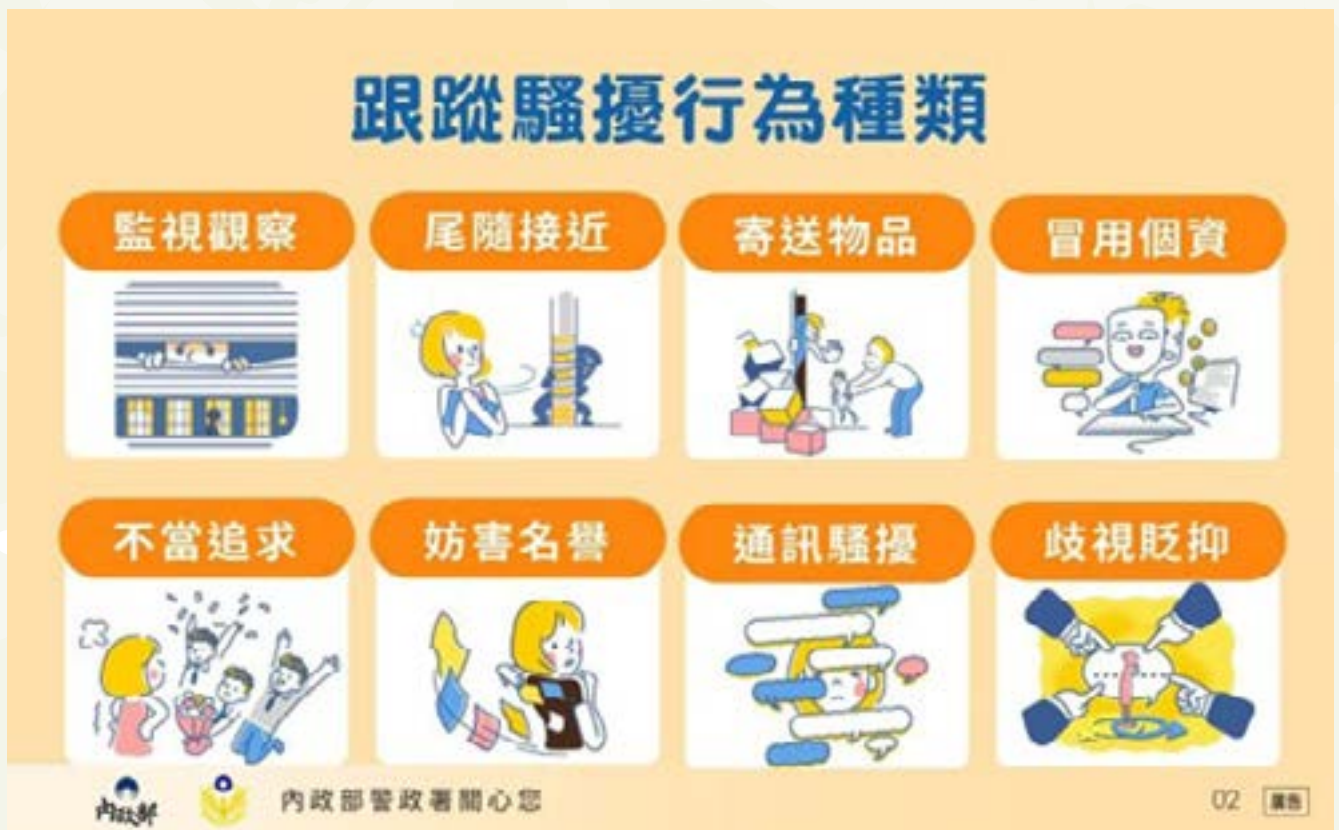 跟蹤騷擾行為種類
監視觀察
尾隨接近
寄送物品
冒用個資
不當追求
妨害名譽
通訊騷擾
歧視貶抑
內政部
內政部警政署關心您
02
廣告